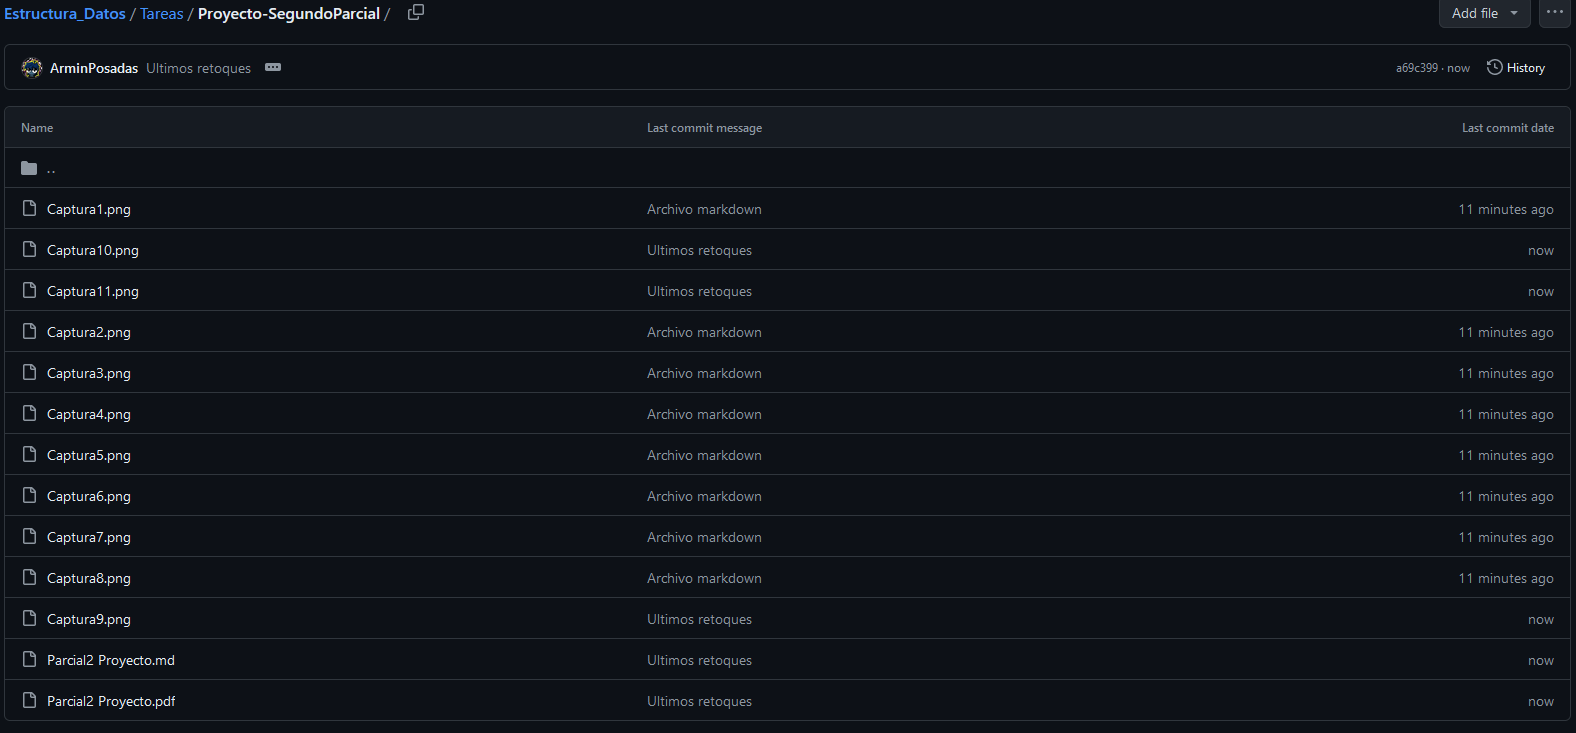 Estructura_Datos / Tareas / Proyecto-SegundoParcial /
Add file
ArminPosadas Ultimos retoques
a69c399 · now
History
Name Last commit message Last commit date
..
Captura1.png Archivo markdown 11 minutes ago
Captura10.png Ultimos retoques now
Captura11.png Ultimos retoques now
Captura2.png Archivo markdown 11 minutes ago
Captura3.png Archivo markdown 11 minutes ago
Captura4.png Archivo markdown 11 minutes ago
Captura5.png Archivo markdown 11 minutes ago
Captura6.png Archivo markdown 11 minutes ago
Captura7.png Archivo markdown 11 minutes ago
Captura8.png Archivo markdown 11 minutes ago
Captura9.png Ultimos retoques now
Parcial2 Proyecto.md Ultimos retoques now
Parcial2 Proyecto.pdf Ultimos retoques now